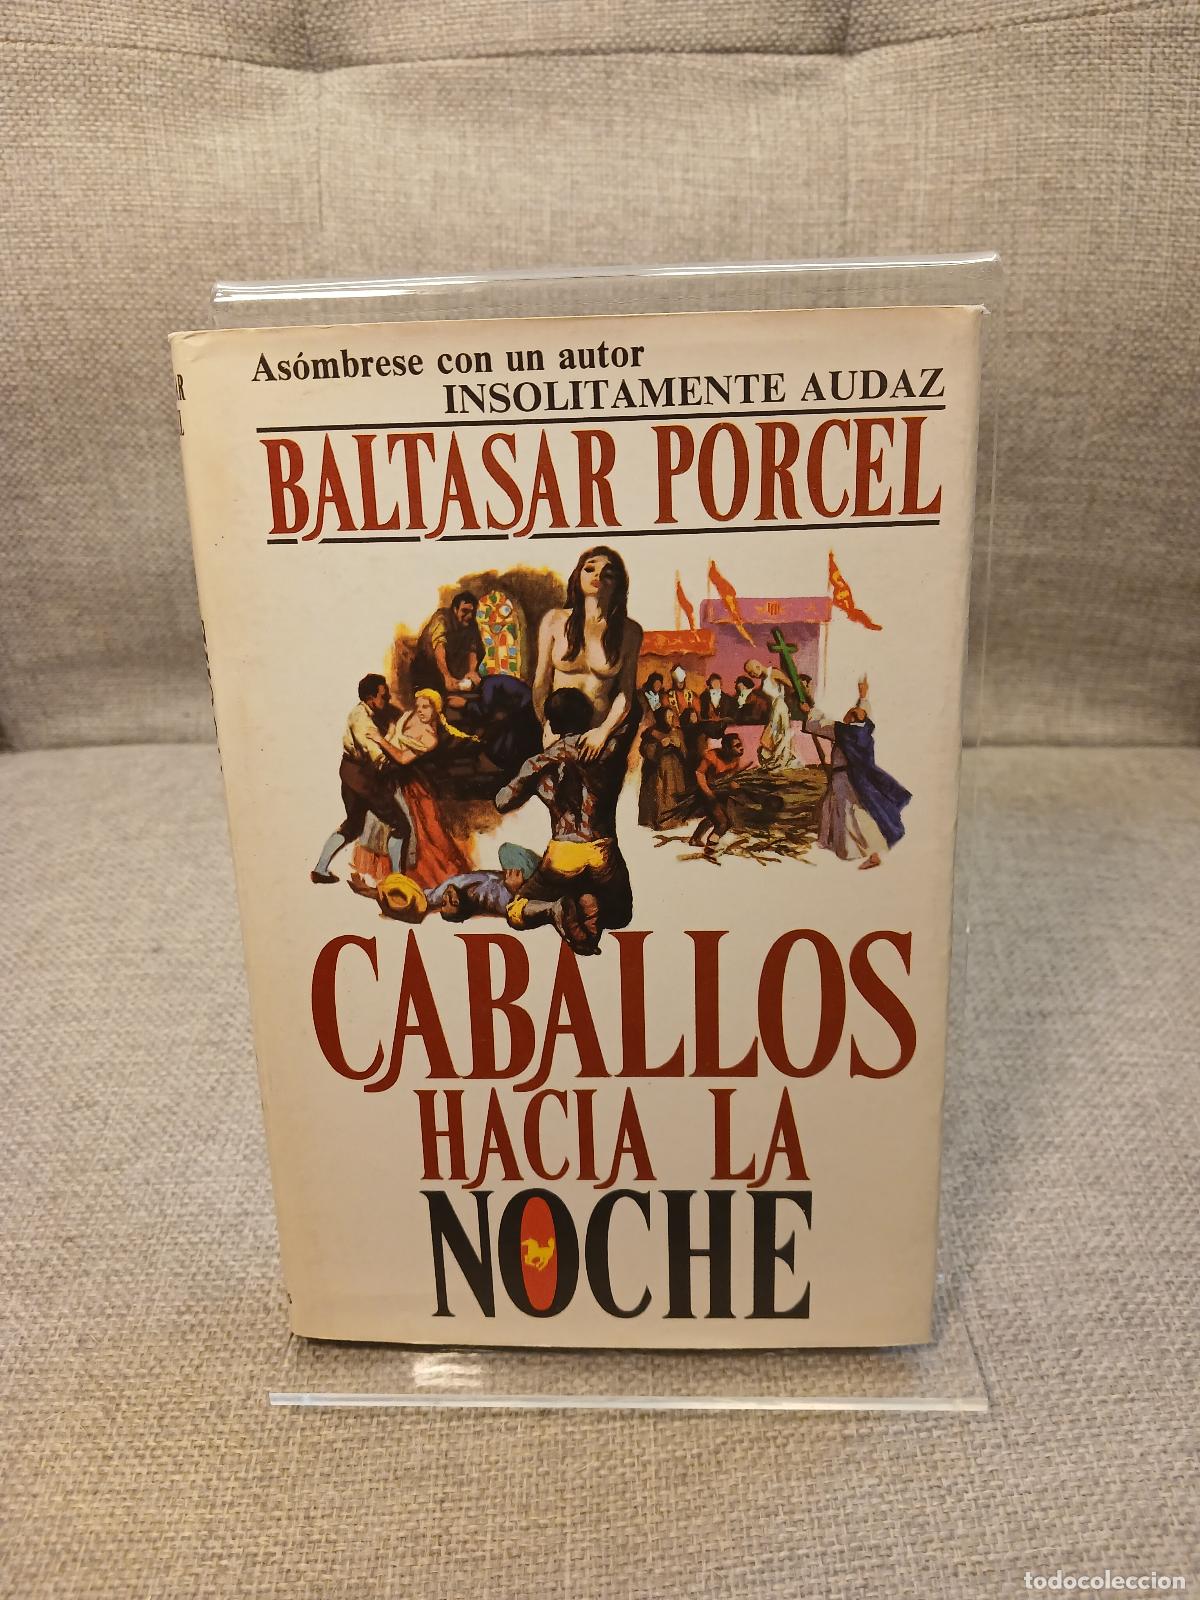 Asómbrese con un autor
INSOLITAMENTE AUDAZ
BALTASAR PORCEL
CABALLOS
HACIA LA
NOCHE
todocoleccion